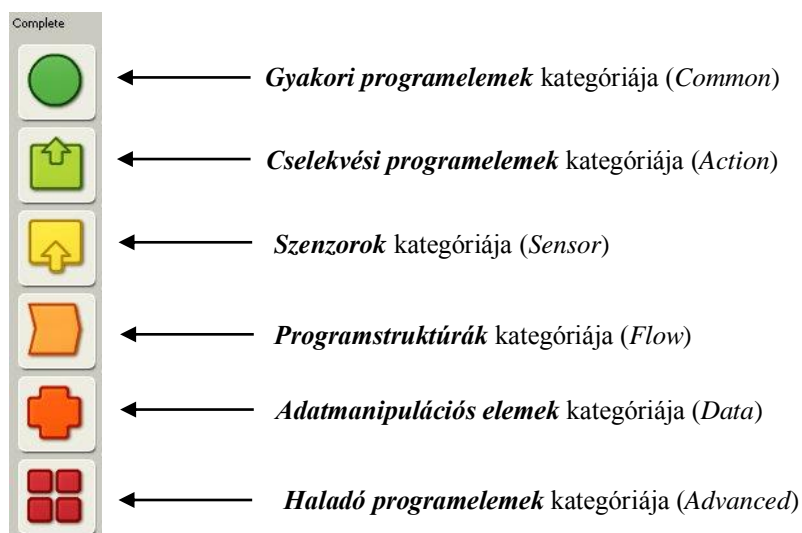 Complete
Gyakori programelemek kategóriája (Common)
Cselekvési programelemek kategóriája (Action)
Szenzorok kategóriája (Sensor)
Programstruktúrák kategóriája (Flow)
Adatmanipulációs elemek kategóriája (Data)
Haladó programelemek kategóriája (Advanced)